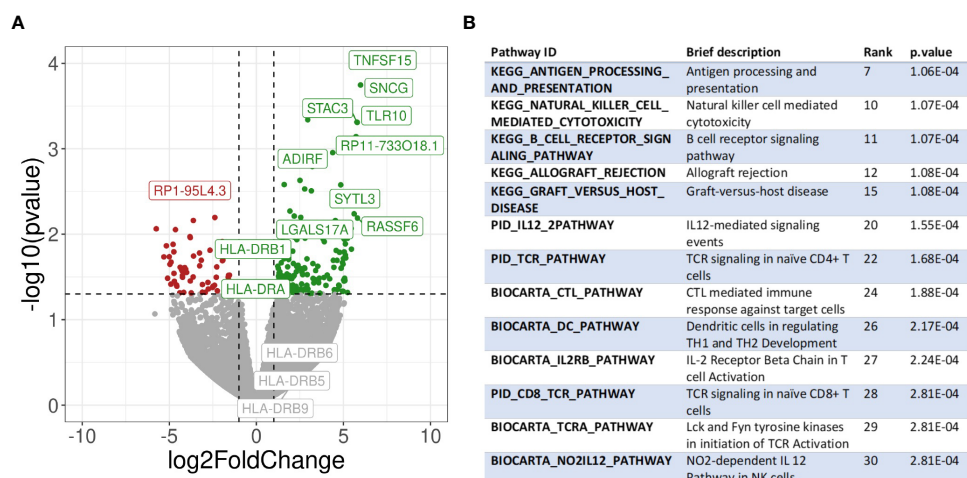 A
B
4
3
2
1
0
-10
-5
0
5
10
-log10(pvalue)
log2FoldChange
TNFSF15
SNCG
STAC3
TLR10
RP11-733O18.1
ADIRF
RP1-95L4.3
SYTL3
RASSF6
LGALS17A
HLA-DRB1
HLA-DRA
HLA-DRB6
HLA-DRB5
HLA-DRB9
Pathway ID Brief description Rank p.value
KEGG_ANTIGEN_PROCESSING_ Antigen processing and 7 1.06E-04
AND_PRESENTATION presentation
KEGG_NATURAL_KILLER_CELL_ Natural killer cell mediated 10 1.07E-04
MEDIATED_CYTOTOXICITY cytotoxicity
KEGG_B_CELL_RECEPTOR_SIGN B cell receptor signaling 11 1.07E-04
ALING_PATHWAY pathway
KEGG_ALLOGRAFT_REJECTION Allograft rejection 12 1.08E-04
KEGG_GRAFT_VERSUS_HOST_ Graft-versus-host disease 15 1.08E-04
DISEASE
PID_IL12_2PATHWAY IL12-mediated signaling 20 1.55E-04
events
PID_TCR_PATHWAY TCR signaling in naïve CD4+ T 22 1.68E-04
cells
BIOCARTA_CTL_PATHWAY CTL mediated immune 24 1.88E-04
response against target cells
BIOCARTA_DC_PATHWAY Dendritic cells in regulating 26 2.17E-04
TH1 and TH2 Development
BIOCARTA_IL2RB_PATHWAY IL-2 Receptor Beta Chain in T 27 2.24E-04
cell Activation
PID_CD8_TCR_PATHWAY TCR signaling in naïve CD8+ T 28 2.81E-04
cells
BIOCARTA_TCRA_PATHWAY Lck and Fyn tyrosine kinases 29 2.81E-04
in initiation of TCR Activation
BIOCARTA_NO2IL12_PATHWAY NO2-dependent IL 12 30 2.81E-04
Pathway in NK cells